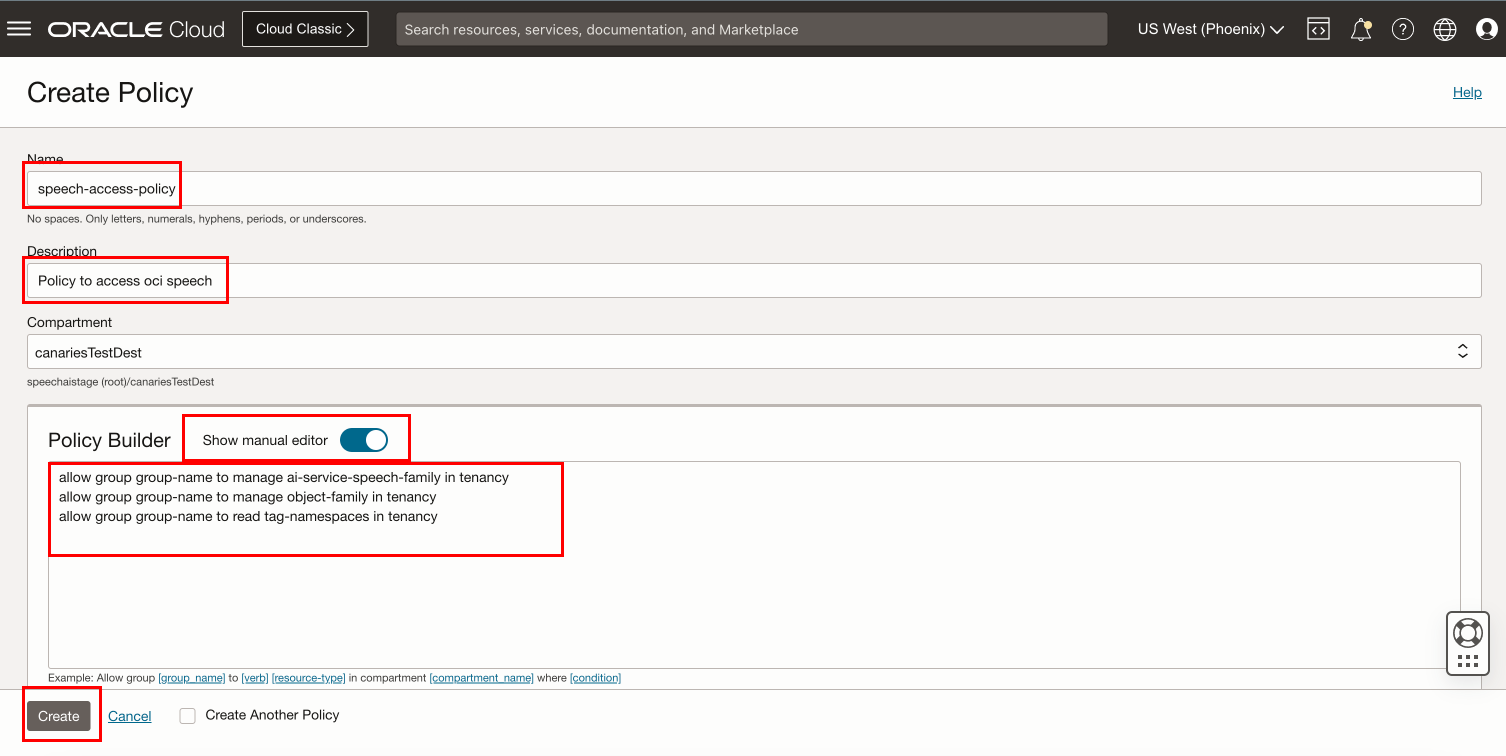 ORACLE Cloud
Cloud Classic
Search resources, services, documentation, and Marketplace
US West (Phoenix)
Create Policy
Help
Name
speech-access-policy
No spaces. Only letters, numerals, hyphens, periods, or underscores.
Description
Policy to access oci speech
Compartment
canariesTestDest
speechaistage (root)/canariesTestDest
Policy Builder
Show manual editor
allow group group-name to manage ai-service-speech-family in tenancy
allow group group-name to manage object-family in tenancy
allow group group-name to read tag-namespaces in tenancy
Example: Allow group [group_name] to [verb] [resource-type] in compartment [compartment_name] where [condition]
Create
Cancel
Create Another Policy